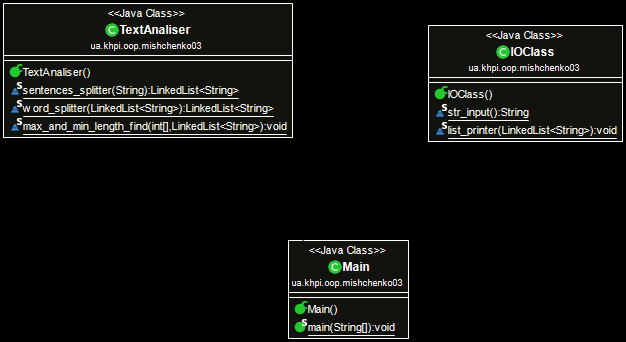 <<Java Class>>
C TextAnaliser
ua.khpi.oop.mishchenko03
C TextAnaliser()
S sentences_splitter(String):LinkedList<String>
S word_splitter(LinkedList<String>):LinkedList<String>
S max_and_min_length_find(int[],LinkedList<String>):void
<<Java Class>>
C IOClass
ua.khpi.oop.mishchenko03
C IOClass()
S str_input():String
S list_printer(LinkedList<String>):void
<<Java Class>>
C Main
ua.khpi.oop.mishchenko03
C Main()
S main(String[]):void